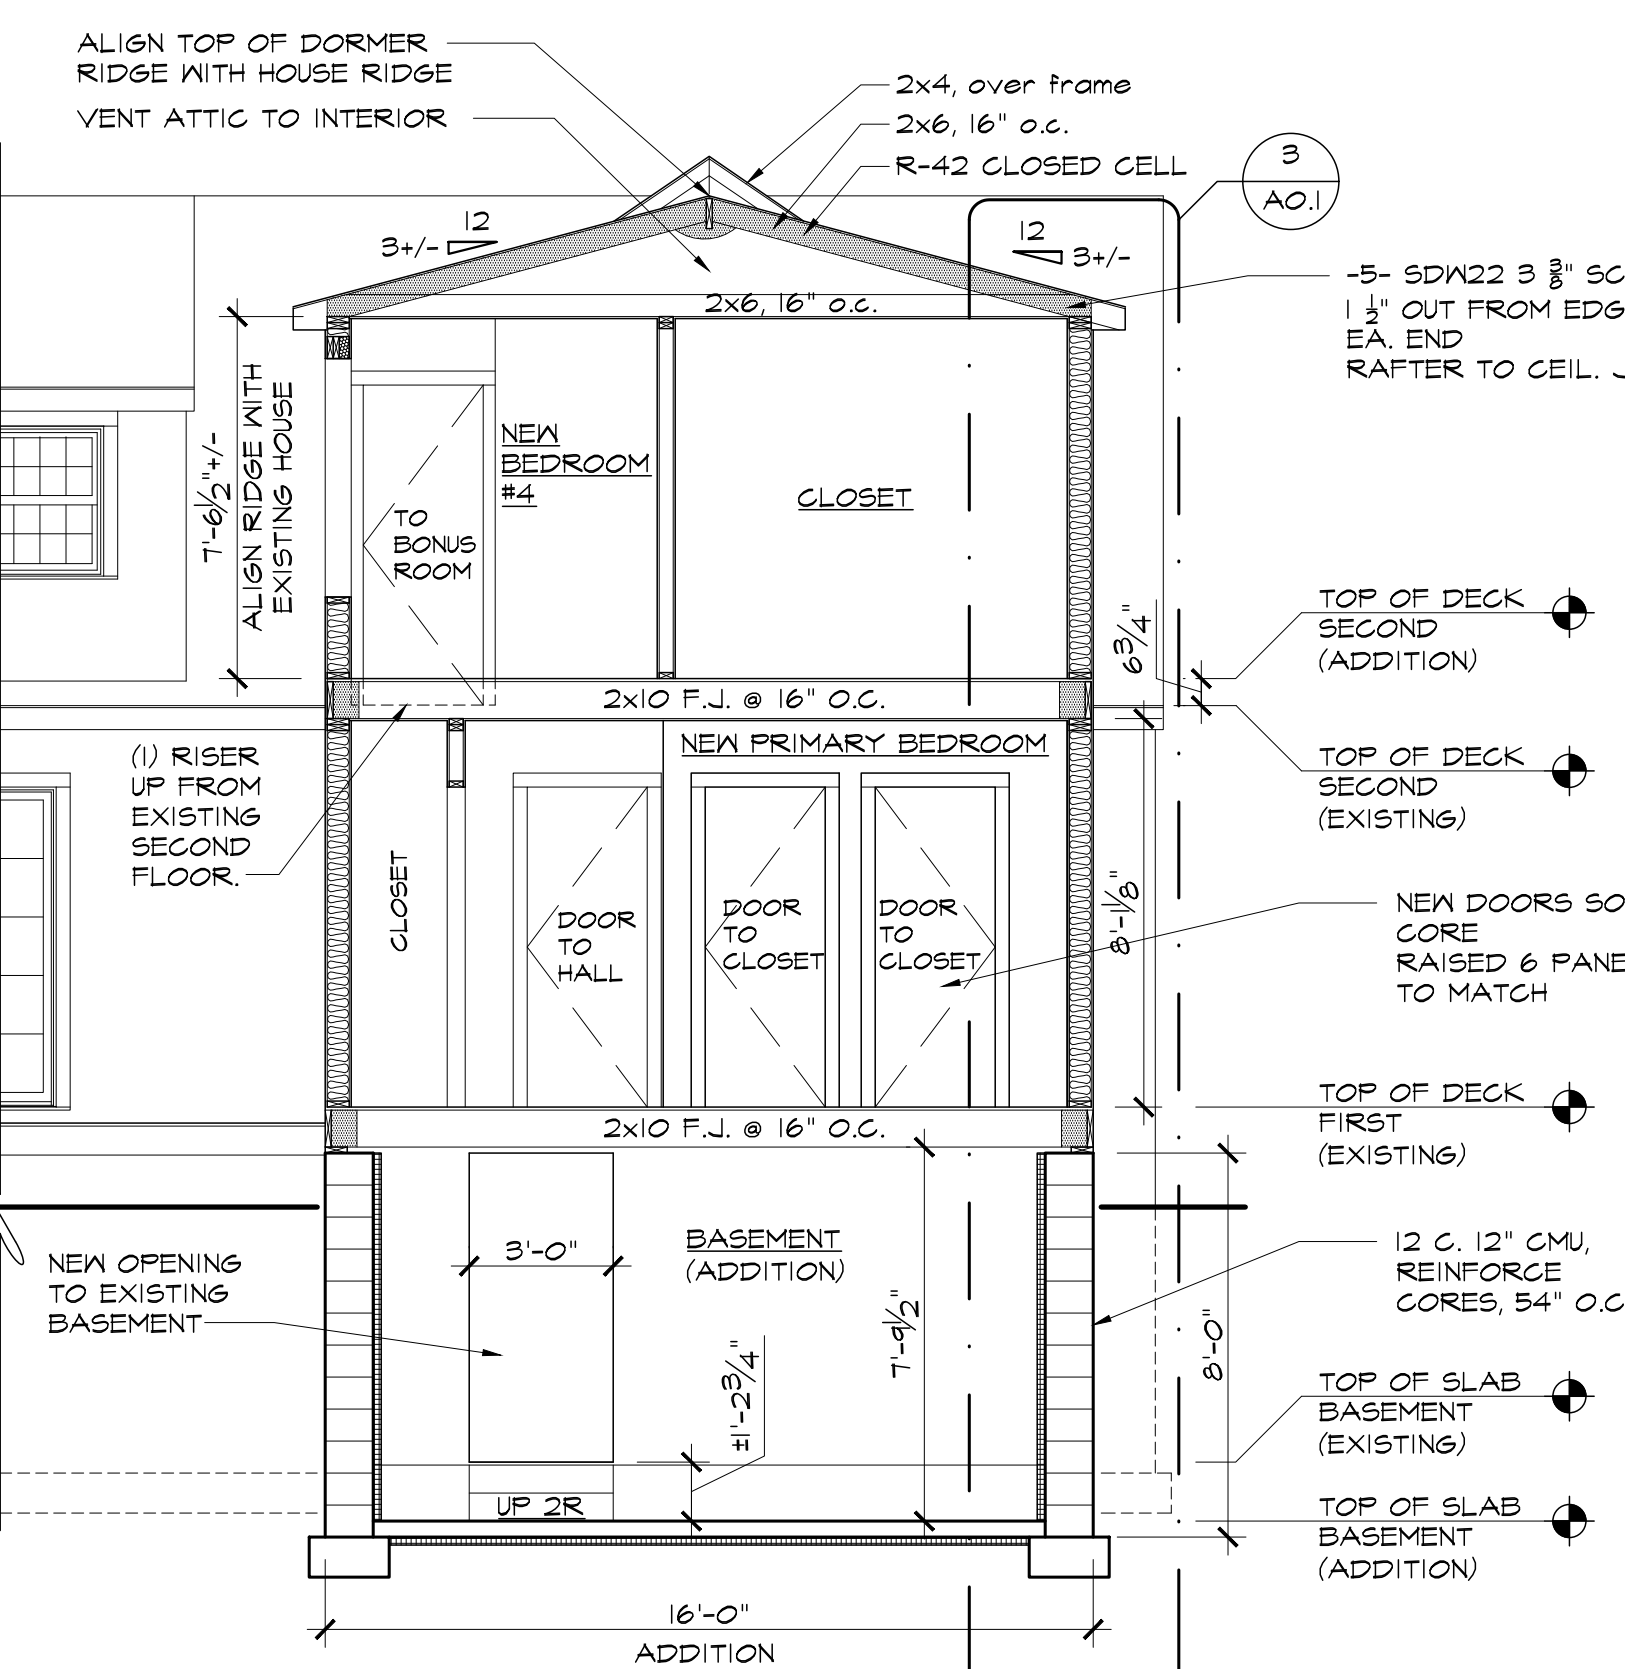 ALIGN TOP OF DORMER
RIDGE WITH HOUSE RIDGE
VENT ATTIC TO INTERIOR
2x4, over frame
2x6, 16" o.c.
R-42 CLOSED CELL
3
A0.1
12
3+/-
12
3+/-
2x6, 16" o.c.
-5- SDW22 3 3/8" SC
1 1/2" OUT FROM EDG
EA. END
RAFTER TO CEIL. J
7'-6 1/2"+/-
ALIGN RIDGE WITH
EXISTING HOUSE
NEW
BEDROOM
#4
CLOSET
TO
BONUS
ROOM
6 3/4"
TOP OF DECK
SECOND
(ADDITION)
2x10 F.J. @ 16" O.C.
(1) RISER
UP FROM
EXISTING
SECOND
FLOOR.
NEW PRIMARY BEDROOM
TOP OF DECK
SECOND
(EXISTING)
CLOSET
DOOR
TO
HALL
DOOR
TO
CLOSET
DOOR
TO
CLOSET
8'-1 1/8"
NEW DOORS SO
CORE
RAISED 6 PANE
TO MATCH
2x10 F.J. @ 16" O.C.
TOP OF DECK
FIRST
(EXISTING)
NEW OPENING
TO EXISTING
BASEMENT
3'-0"
BASEMENT
(ADDITION)
±1'-2 3/4"
7'-9 1/2"
8'-0"
12 C. 12" CMU,
REINFORCE
CORES, 54" O.C
TOP OF SLAB
BASEMENT
(EXISTING)
UP 2R
TOP OF SLAB
BASEMENT
(ADDITION)
16'-0"
ADDITION